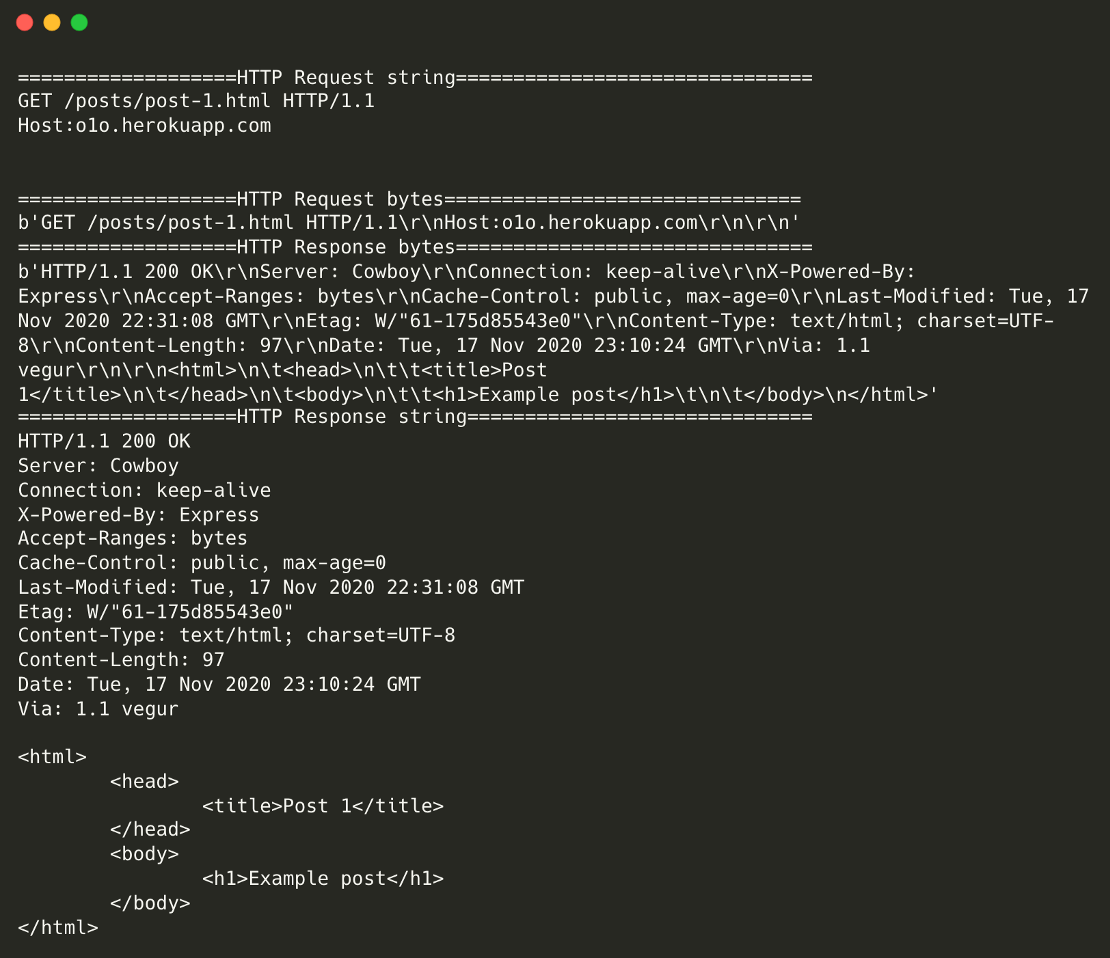 ===================HTTP Request string===============================
GET /posts/post-1.html HTTP/1.1
Host:o1o.herokuapp.com
===================HTTP Request bytes===============================
b'GET /posts/post-1.html HTTP/1.1\r\nHost:o1o.herokuapp.com\r\n\r\n'
===================HTTP Response bytes===============================
b'HTTP/1.1 200 OK\r\nServer: Cowboy\r\nConnection: keep-alive\r\nX-Powered-By:
Express\r\nAccept-Ranges: bytes\r\nCache-Control: public, max-age=0\r\nLast-Modified: Tue, 17
Nov 2020 22:31:08 GMT\r\nEtag: W/"61-175d85543e0"\r\nContent-Type: text/html; charset=UTF-
8\r\nContent-Length: 97\r\nDate: Tue, 17 Nov 2020 23:10:24 GMT\r\nVia: 1.1
vegur\r\n\r\n<html>\n\t<head>\n\t\t<title>Post
1</title>\n\t</head>\n\t<body>\n\t\t<h1>Example post</h1>\t\n\t</body>\n</html>'
===================HTTP Response string==============================
HTTP/1.1 200 OK
Server: Cowboy
Connection: keep-alive
X-Powered-By: Express
Accept-Ranges: bytes
Cache-Control: public, max-age=0
Last-Modified: Tue, 17 Nov 2020 22:31:08 GMT
Etag: W/"61-175d85543e0"
Content-Type: text/html; charset=UTF-8
Content-Length: 97
Date: Tue, 17 Nov 2020 23:10:24 GMT
Via: 1.1 vegur
<html>
	<head>
		<title>Post 1</title>
	</head>
	<body>
		<h1>Example post</h1>
	</body>
</html>